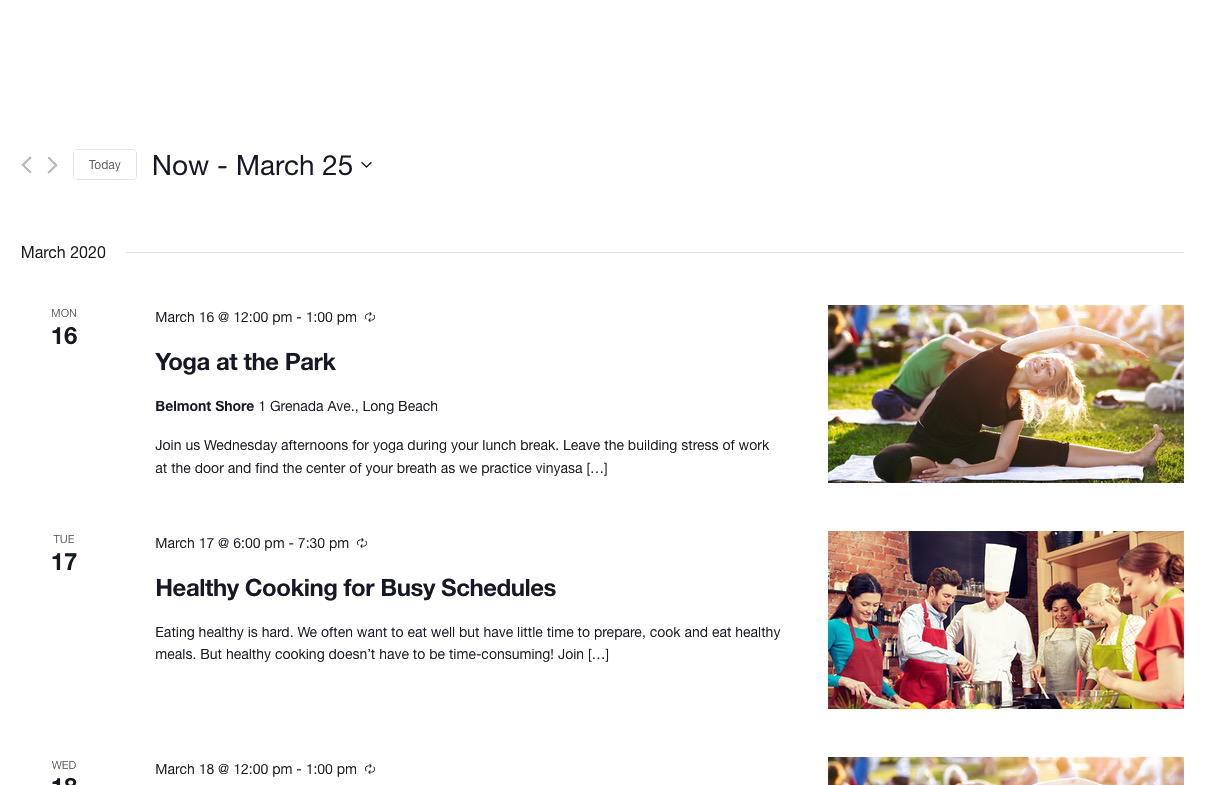 Today
Now - March 25
March 2020
MON
16
March 16 @ 12:00 pm - 1:00 pm
Yoga at the Park
Belmont Shore 1 Grenada Ave., Long Beach
Join us Wednesday afternoons for yoga during your lunch break. Leave the building stress of work
at the door and find the center of your breath as we practice vinyasa […]
TUE
17
March 17 @ 6:00 pm - 7:30 pm
Healthy Cooking for Busy Schedules
Eating healthy is hard. We often want to eat well but have little time to prepare, cook and eat healthy
meals. But healthy cooking doesn’t have to be time-consuming! Join […]
WED
18
March 18 @ 12:00 pm - 1:00 pm